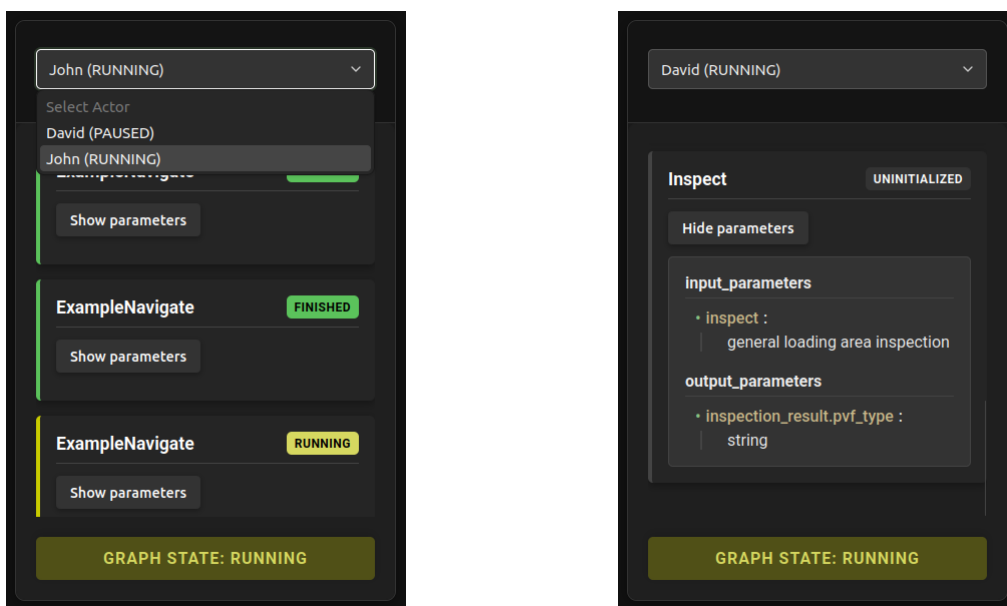 John (RUNNING)
Select Actor
David (PAUSED)
John (RUNNING)
ExampleNavigate
Show parameters
ExampleNavigate
FINISHED
Show parameters
ExampleNavigate
RUNNING
Show parameters
GRAPH STATE: RUNNING
David (RUNNING)
Inspect
UNINITIALIZED
Hide parameters
input_parameters
• inspect :
general loading area inspection
output_parameters
• inspection_result.pvf_type :
string
GRAPH STATE: RUNNING